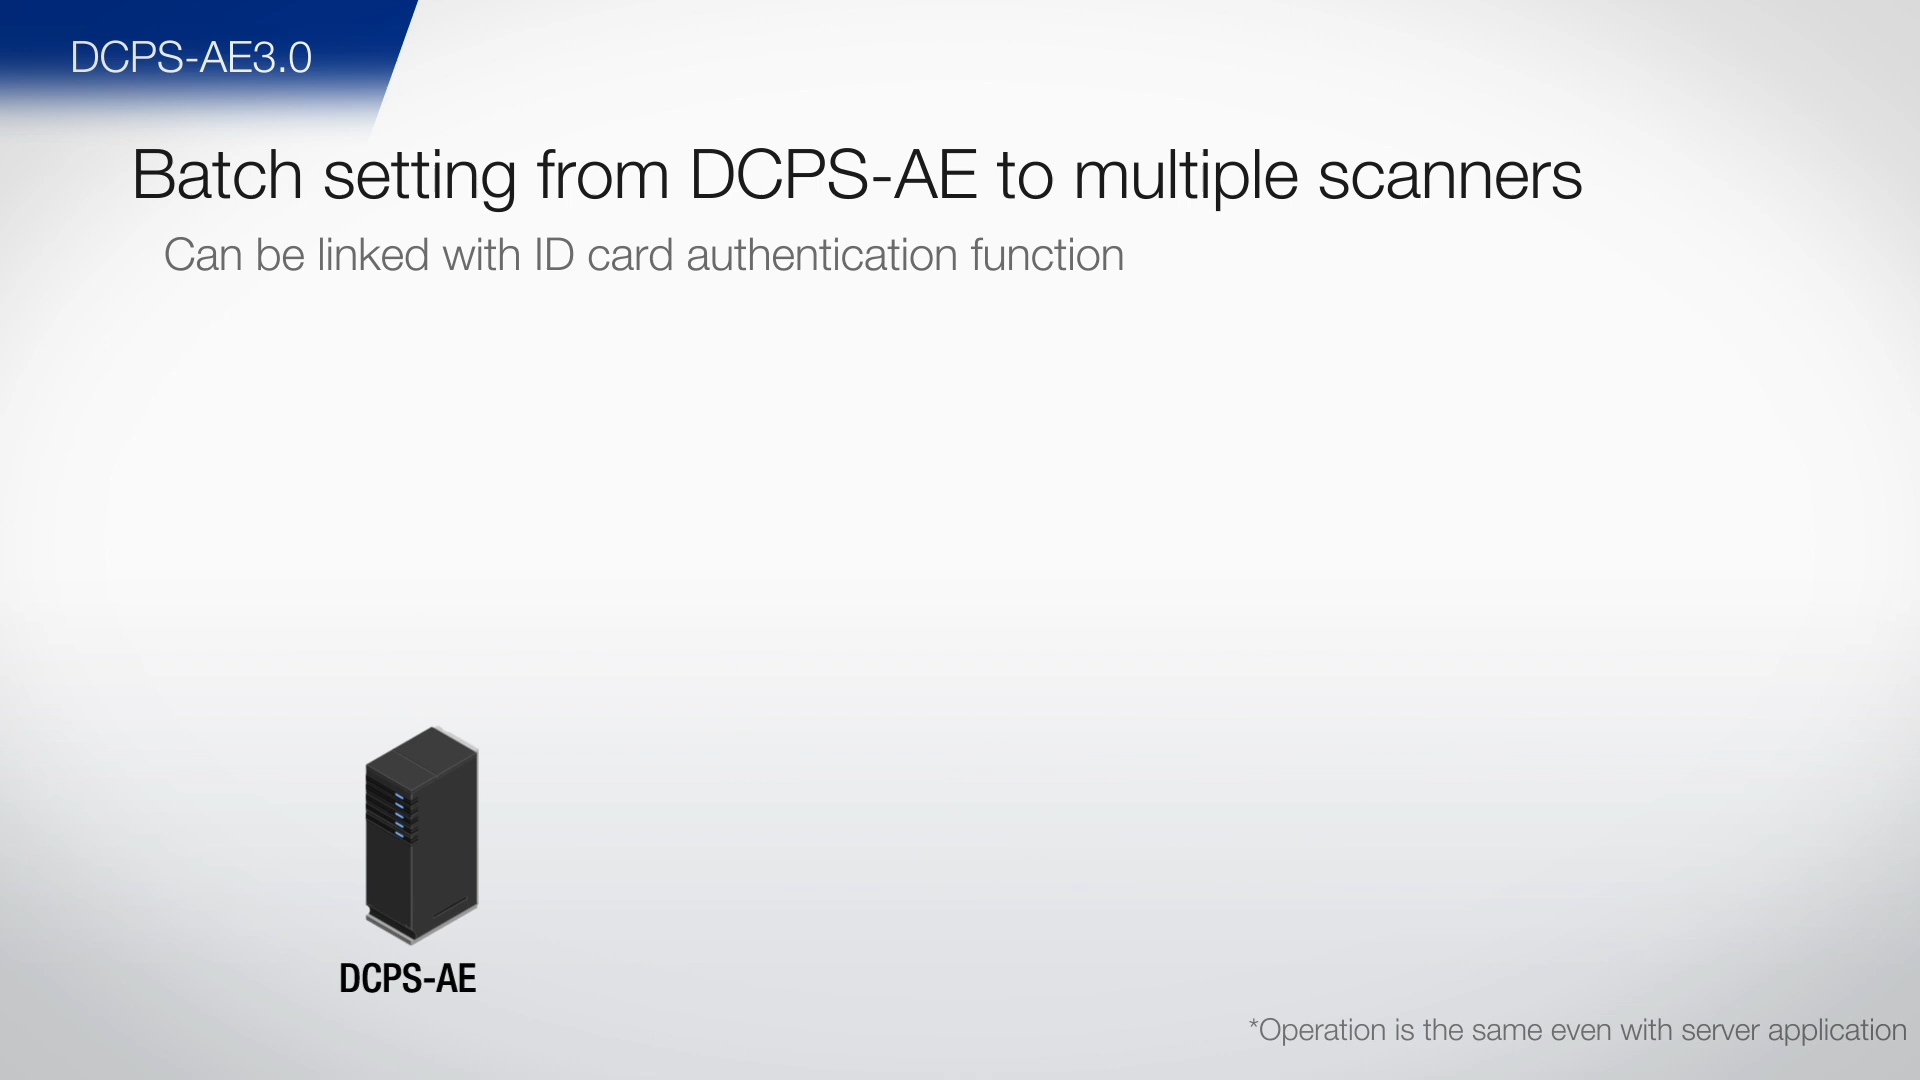 DCPS-AE3.0
Batch setting from DCPS-AE to multiple scanners
Can be linked with ID card authentication function
DCPS-AE
*Operation is the same even with server application